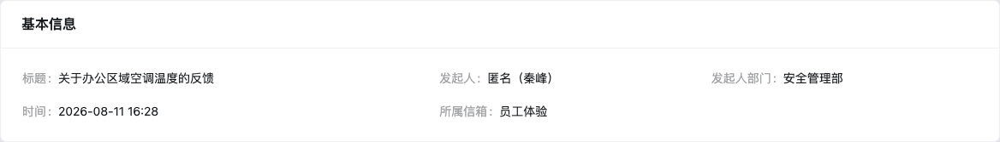 基本信息
标题：关于办公区域空调温度的反馈 发起人：匿名（秦峰） 发起人部门：安全管理部
时间：2026-08-11 16:28 所属信箱：员工体验